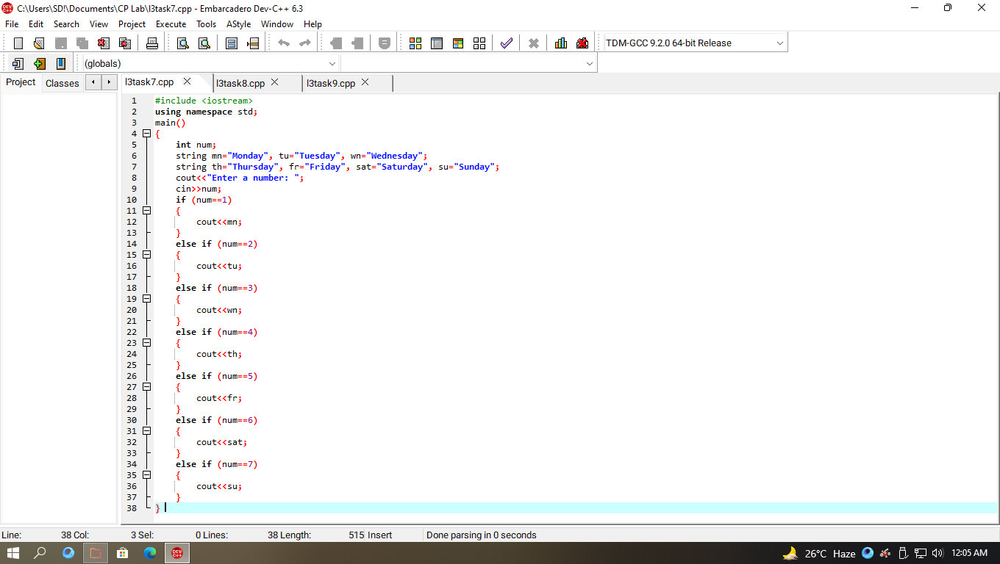 C:\Users\SD!\Documents\CP Lab\l3task7.cpp - Embarcadero Dev-C++ 6.3
File Edit Search View Project Execute Tools AStyle Window Help
TDM-GCC 9.2.0 64-bit Release
(globals)
Project Classes l3task7.cpp l3task8.cpp l3task9.cpp
1 #include <iostream>
2 using namespace std;
3 main()
4 {
5 int num;
6 string mn="Monday", tu="Tuesday", wn="Wednesday";
7 string th="Thursday", fr="Friday", sat="Saturday", su="Sunday";
8 cout<<"Enter a number: ";
9 cin>>num;
10 if (num==1)
11 {
12 cout<<mn;
13 }
14 else if (num==2)
15 {
16 cout<<tu;
17 }
18 else if (num==3)
19 {
20 cout<<wn;
21 }
22 else if (num==4)
23 {
24 cout<<th;
25 }
26 else if (num==5)
27 {
28 cout<<fr;
29 }
30 else if (num==6)
31 {
32 cout<<sat;
33 }
34 else if (num==7)
35 {
36 cout<<su;
37 }
38 }
Line: 38 Col: 3 Sel: 0 Lines: 38 Length: 515 Insert Done parsing in 0 seconds
DEV C++ 26°C Haze 12:05 AM